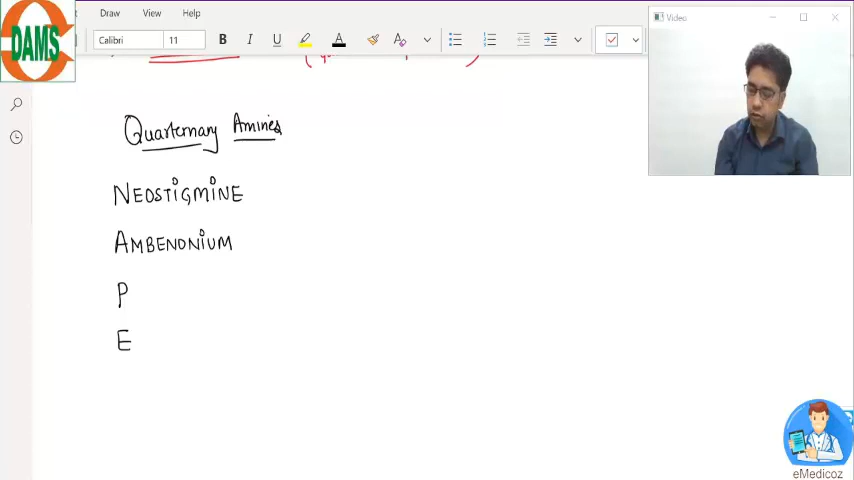 DAMS
Draw View Help
Video
Calibri 11 B I U A A
Quarternary Amines
NEOSTiGMiNE
AMBENONiUM
P
E
eMedicoz